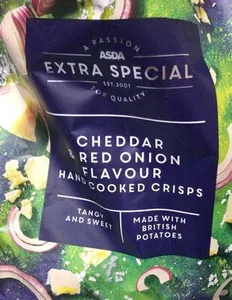 A PASSION
ASDA
EXTRA SPECIAL
EST. 2001
FOR QUALITY
CHEDDAR
& RED ONION
FLAVOUR
HAND COOKED CRISPS
TANGY
AND SWEET
MADE WITH
BRITISH
POTATOES